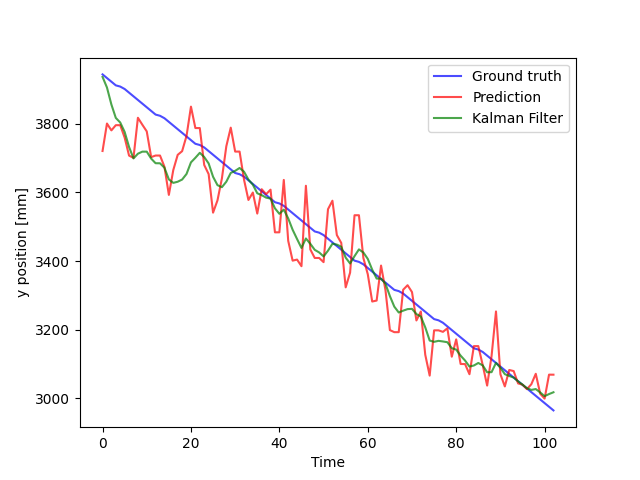 Ground truth
Prediction
Kalman Filter
3800
3600
3400
3200
3000
y position [mm]
0 20 40 60 80 100
Time